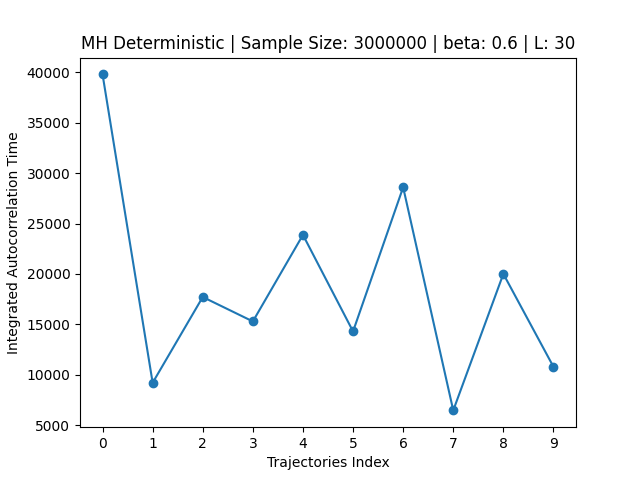 MH Deterministic | Sample Size: 3000000 | beta: 0.6 | L: 30
Integrated Autocorrelation Time
40000
35000
30000
25000
20000
15000
10000
5000
0 1 2 3 4 5 6 7 8 9
Trajectories Index